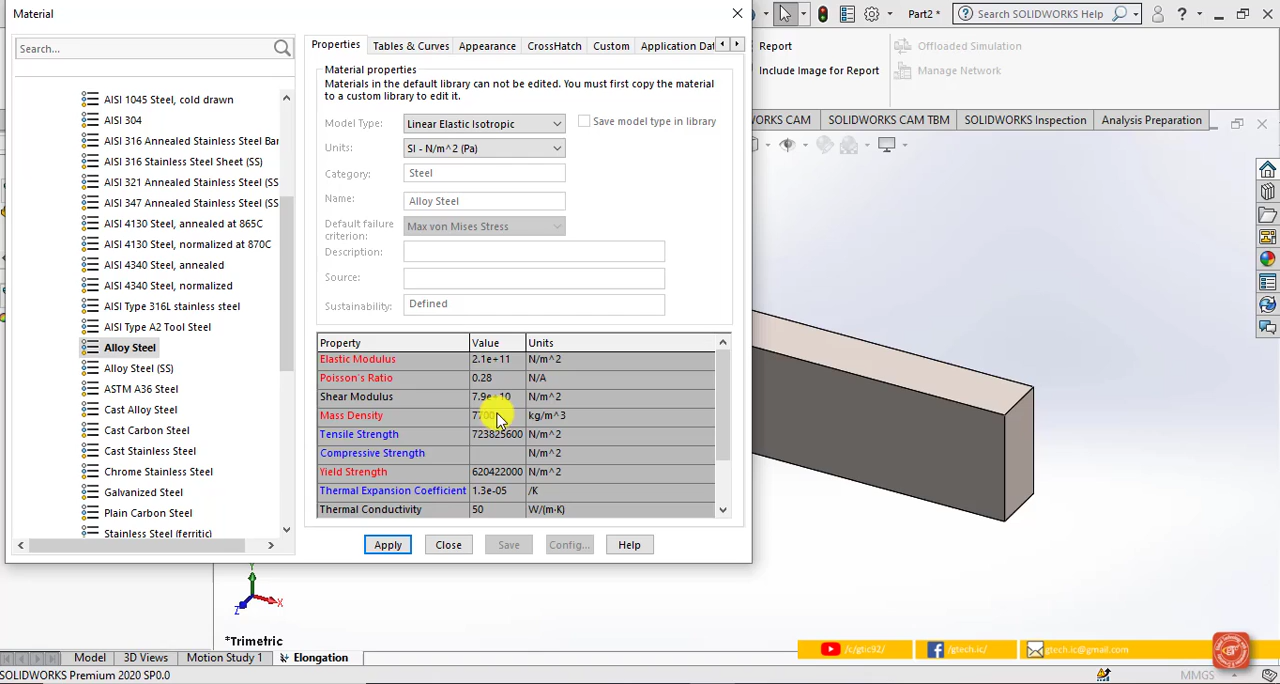 Material
Search...
AISI 1045 Steel, cold drawn
AISI 304
AISI 316 Annealed Stainless Steel Bar
AISI 316 Stainless Steel Sheet (SS)
AISI 321 Annealed Stainless Steel (SS
AISI 347 Annealed Stainless Steel (SS
AISI 4130 Steel, annealed at 865C
AISI 4130 Steel, normalized at 870C
AISI 4340 Steel, annealed
AISI 4340 Steel, normalized
AISI Type 316L stainless steel
AISI Type A2 Tool Steel
Alloy Steel
Alloy Steel (SS)
ASTM A36 Steel
Cast Alloy Steel
Cast Carbon Steel
Cast Stainless Steel
Chrome Stainless Steel
Galvanized Steel
Plain Carbon Steel
Stainless Steel (ferritic)
Properties Tables & Curves Appearance CrossHatch Custom Application Dat
Material properties
Materials in the default library can not be edited. You must first copy the material
to a custom library to edit it.
Model Type: Linear Elastic Isotropic Save model type in library
Units: SI - N/m^2 (Pa)
Category: Steel
Name: Alloy Steel
Default failure
criterion: Max von Mises Stress
Description:
Source:
Sustainability: Defined
Property Value Units
Elastic Modulus 2.1e+11 N/m^2
Poisson's Ratio 0.28 N/A
Shear Modulus 7.9e+10 N/m^2
Mass Density kg/m^3
Tensile Strength 723825600 N/m^2
Compressive Strength N/m^2
Yield Strength 620422000 N/m^2
Thermal Expansion Coefficient 1.3e-05 /K
Thermal Conductivity 50 W/(m·K)
Apply Close Save Config... Help
Part2 * Search SOLIDWORKS Help ?
Report Offloaded Simulation
Include Image for Report Manage Network
WORKS CAM SOLIDWORKS CAM TBM SOLIDWORKS Inspection Analysis Preparation
Y
Z X
*Trimetric
/c/gtic92/ /gtech.ic/ gtech.ic@gmail.com
Model 3D Views Motion Study 1 Elongation
SOLIDWORKS Premium 2020 SP0.0 MMGS